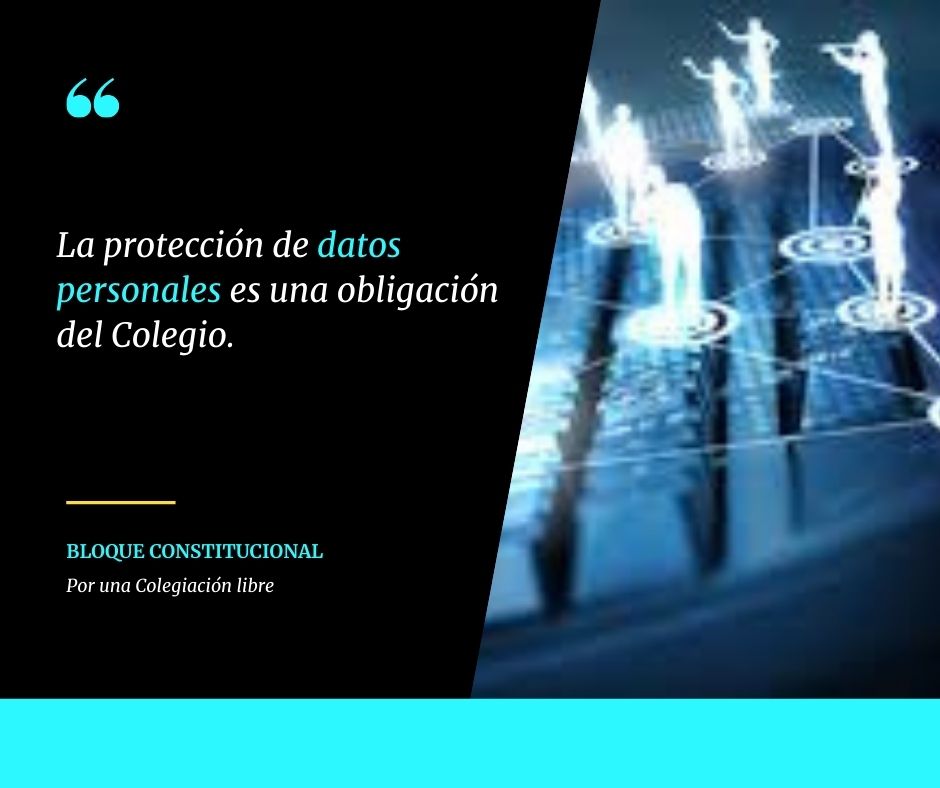 La protección de datos
personales es una obligación
del Colegio.
BLOQUE CONSTITUCIONAL
Por una Colegiación libre